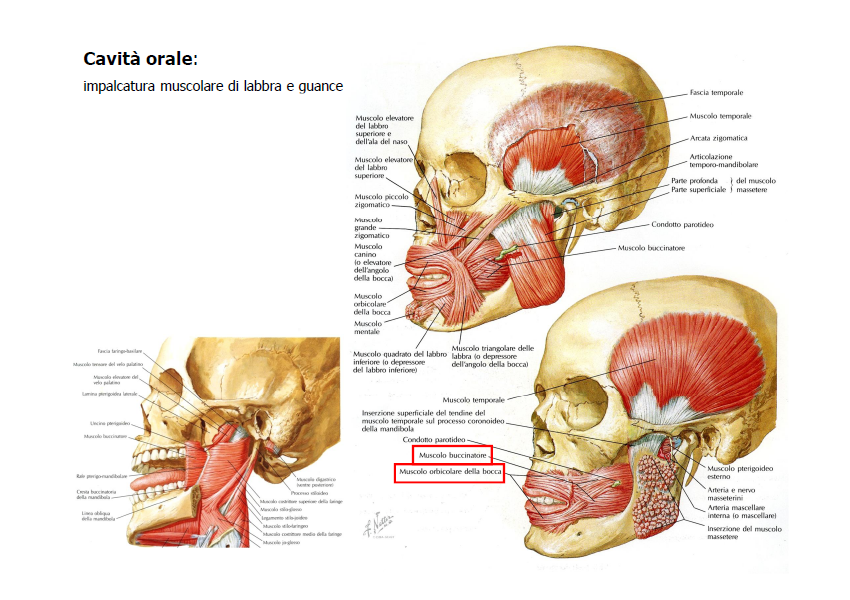 Cavità orale:
impalcatura muscolare di labbra e guance
Muscolo elevatore
del labbro
superiore e
dell'ala del naso
Muscolo elevatore
del labbro
superiore
Muscolo piccolo
zigomatico
Muscolo
grande
zigomatico
Muscolo
canino
(o elevatore
dell'angolo
della bocca)
Muscolo
orbicolare
della bocca
Muscolo
mentale
Muscolo quadrato del labbro
inferiore (o depressore
del labbro inferiore)
Muscolo triangolare delle
labbra (o depressore
dell'angolo della bocca)
Fascia temporale
Muscolo temporale
Arcata zigomatica
Articolazione
temporo-mandibolare
Parte profonda
Parte superficiale
} del muscolo
} massetere
Condotto parotideo
Muscolo buccinatore
Fascia faringo-basilare
Muscolo tensore del velo palatino
Muscolo elevatore del
velo palatino
Lamina pterigoidea laterale
Uncino pterigoideo
Muscolo buccinatore
Rafe pterigo-mandibolare
Cresta buccinatoria
della mandibola
Linea obliqua
della mandibola
Muscolo digastrico
(ventre posteriore)
Processo stiloideo
Muscolo costrittore superiore della faringe
Muscolo stilo-glosso
Legamento stilo-joideo
Muscolo stilo-faringeo
Muscolo costrittore medio della faringe
Muscolo jo-glosso
Muscolo temporale
Inserzione superficiale del tendine del
muscolo temporale sul processo coronoideo
della mandibola
Condotto parotideo
Muscolo buccinatore
Muscolo orbicolare della bocca
Muscolo pterigoideo
esterno
Arteria e nervo
masseterini
Arteria mascellare
interna (o mascellare)
Inserzione del muscolo
massetere
F. Netter